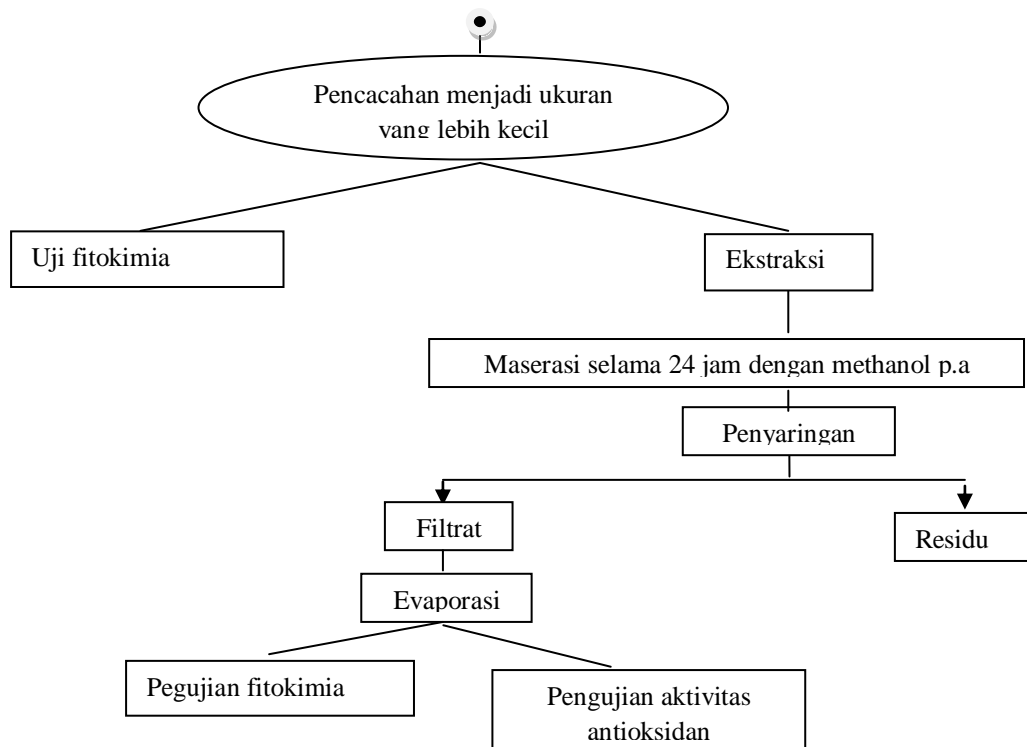 Pencacahan menjadi ukuran
yang lebih kecil
Uji fitokimia
Ekstraksi
Maserasi selama 24 jam dengan methanol p.a
Penyaringan
Filtrat
Residu
Evaporasi
Pegujian fitokimia
Pengujian aktivitas
antioksidan